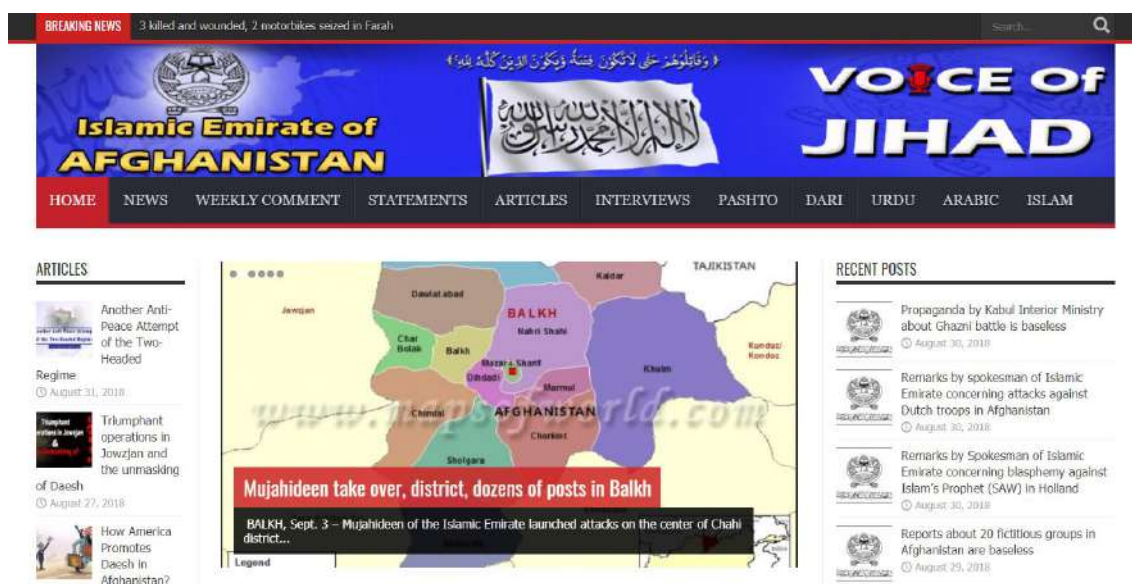 BREAKING NEWS 3 killed and wounded, 2 motorbikes seized in Farah
Search...
﴿ وَقَاتِلُوهُمْ حَتَّى لَا تَكُونَ فِتْنَةٌ وَيَكُونَ الدِّينُ كُلُّهُ لِلَّهِ ﴾
Islamic Emirate of
AFGHANISTAN
لا إله إلا الله محمد رسول الله
VOICE Of
JIHAD
HOME NEWS WEEKLY COMMENT STATEMENTS ARTICLES INTERVIEWS PASHTO DARI URDU ARABIC ISLAM
ARTICLES
Another Anti-
Peace Attempt
of the Two-
Headed
Regime
August 31, 2018
Triumphant
operations in
Jowzjan and
the unmasking
of Daesh
August 27, 2018
How America
Promotes
Daesh in
Afghanistan?
TAJIKISTAN
Kaldar
Dawlat abad
Jawzjan
BALKH
Nahri Shahi
Char
Bolak
Balkh
Kunduz/
Kondoz
Mazar-i Sharif
Khulm
Dihdadi
Marmul
www.mapsofworld.com
Chimtal
AFGHANISTAN
Charkent
Sholgara
Mujahideen take over, district, dozens of posts in Balkh
BALKH, Sept. 3 – Mujahideen of the Islamic Emirate launched attacks on the center of Chahi
district...
Legend
RECENT POSTS
Propaganda by Kabul Interior Ministry
about Ghazni battle is baseless
August 30, 2018
Remarks by spokesman of Islamic
Emirate concerning attacks against
Dutch troops in Afghanistan
August 30, 2018
Remarks by Spokesman of Islamic
Emirate concerning blasphemy against
Islam's Prophet (SAW) in Holland
August 30, 2018
Reports about 20 fictitious groups in
Afghanistan are baseless
August 29, 2018